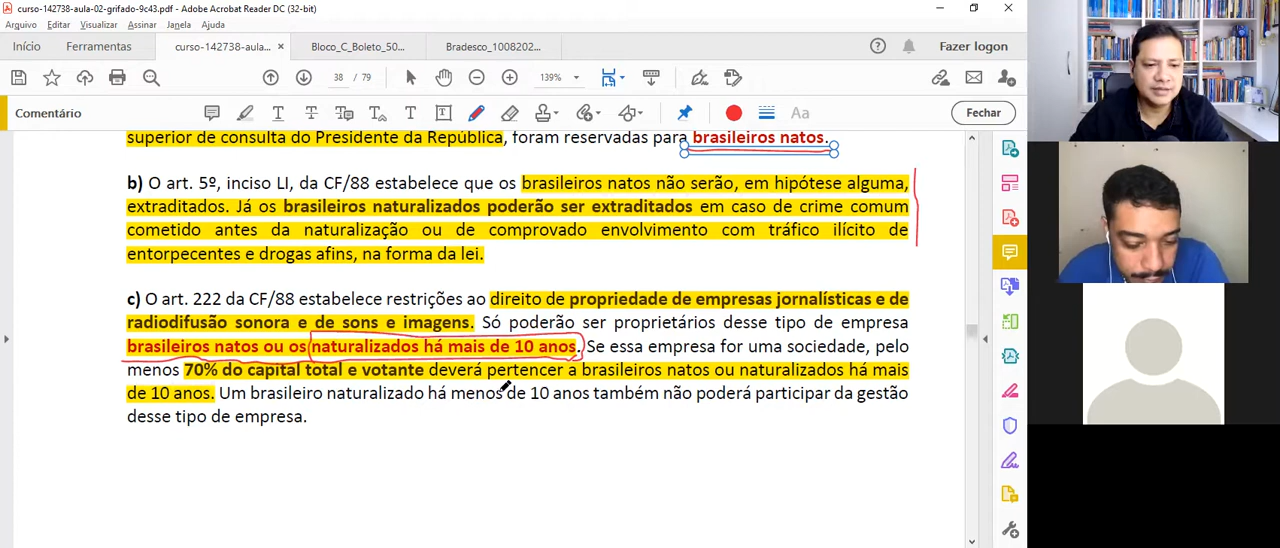 curso-142738-aula-02-grifado-9c43.pdf - Adobe Acrobat Reader DC (32-bit)
Arquivo Editar Visualizar Assinar Janela Ajuda
Início Ferramentas curso-142738-aula... × Bloco_C_Boleto_50... Bradesco_1008202... Fazer logon
38 / 79 139%
Comentário Aa Fechar
superior de consulta do Presidente da República, foram reservadas para brasileiros natos.
b) O art. 5º, inciso LI, da CF/88 estabelece que os brasileiros natos não serão, em hipótese alguma,
extraditados. Já os brasileiros naturalizados poderão ser extraditados em caso de crime comum
cometido antes da naturalização ou de comprovado envolvimento com tráfico ilícito de
entorpecentes e drogas afins, na forma da lei.
c) O art. 222 da CF/88 estabelece restrições ao direito de propriedade de empresas jornalísticas e de
radiodifusão sonora e de sons e imagens. Só poderão ser proprietários desse tipo de empresa
brasileiros natos ou os naturalizados há mais de 10 anos. Se essa empresa for uma sociedade, pelo
menos 70% do capital total e votante deverá pertencer a brasileiros natos ou naturalizados há mais
de 10 anos. Um brasileiro naturalizado há menos de 10 anos também não poderá participar da gestão
desse tipo de empresa.